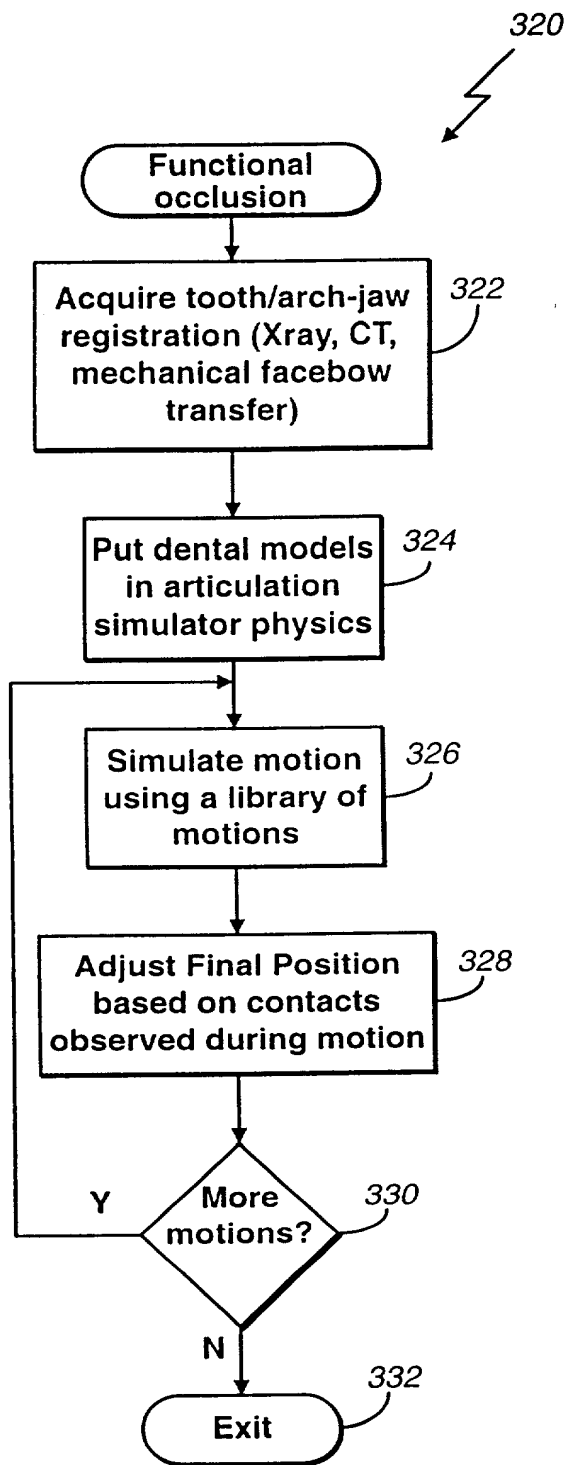 320
Functional
occlusion
Acquire tooth/arch-jaw
registration (Xray, CT,
mechanical facebow
transfer)
322
Put dental models
in articulation
simulator physics
324
Simulate motion
using a library of
motions
326
Adjust Final Position
based on contacts
observed during motion
328
More
motions?
330
Y
N
Exit
332